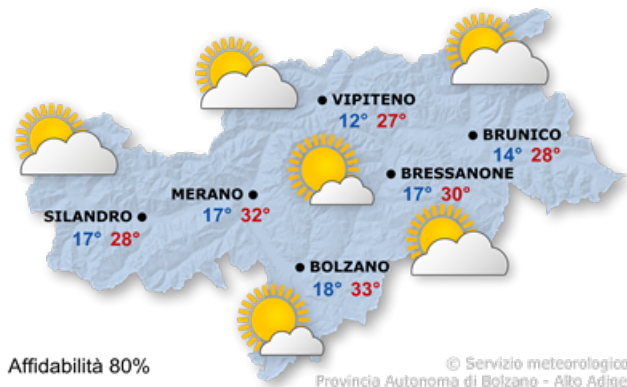 VIPITENO
12° 27°
BRUNICO
14° 28°
BRESSANONE
17° 30°
MERANO
17° 32°
SILANDRO
17° 28°
BOLZANO
18° 33°
Affidabilità 80%
© Servizio meteorologico
Provincia Autonoma di Bolzano - Alto Adige